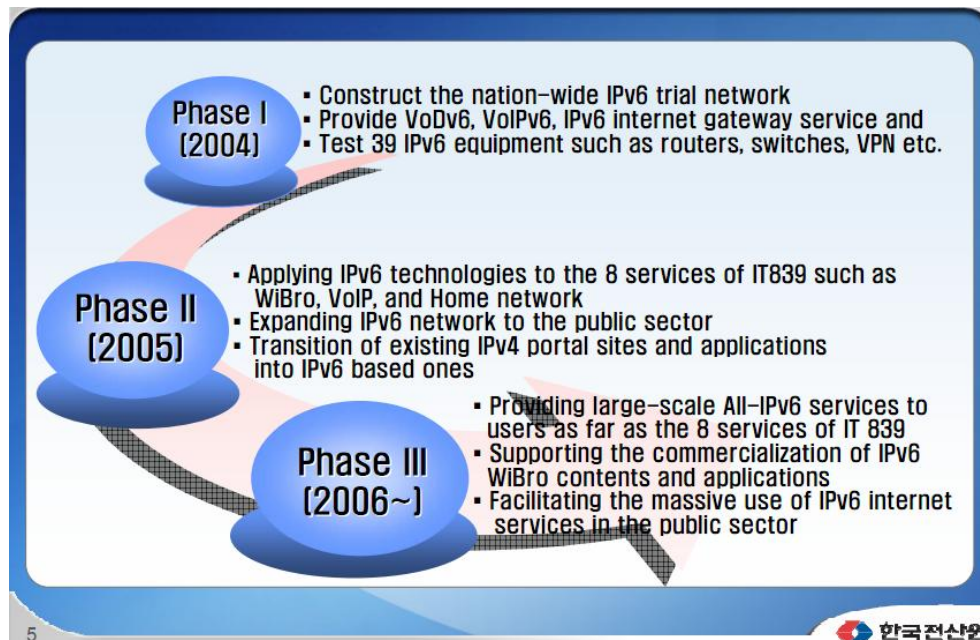 Phase I
(2004)
▪ Construct the nation-wide IPv6 trial network
▪ Provide VoDv6, VoIPv6, IPv6 internet gateway service and
▪ Test 39 IPv6 equipment such as routers, switches, VPN etc.
Phase II
(2005)
▪ Applying IPv6 technologies to the 8 services of IT839 such as
WiBro, VoIP, and Home network
▪ Expanding IPv6 network to the public sector
▪ Transition of existing IPv4 portal sites and applications
into IPv6 based ones
Phase III
(2006~)
▪ Providing large-scale All-IPv6 services to
users as far as the 8 services of IT 839
▪ Supporting the commercialization of IPv6
WiBro contents and applications
▪ Facilitating the massive use of IPv6 internet
services in the public sector
5
한국전산